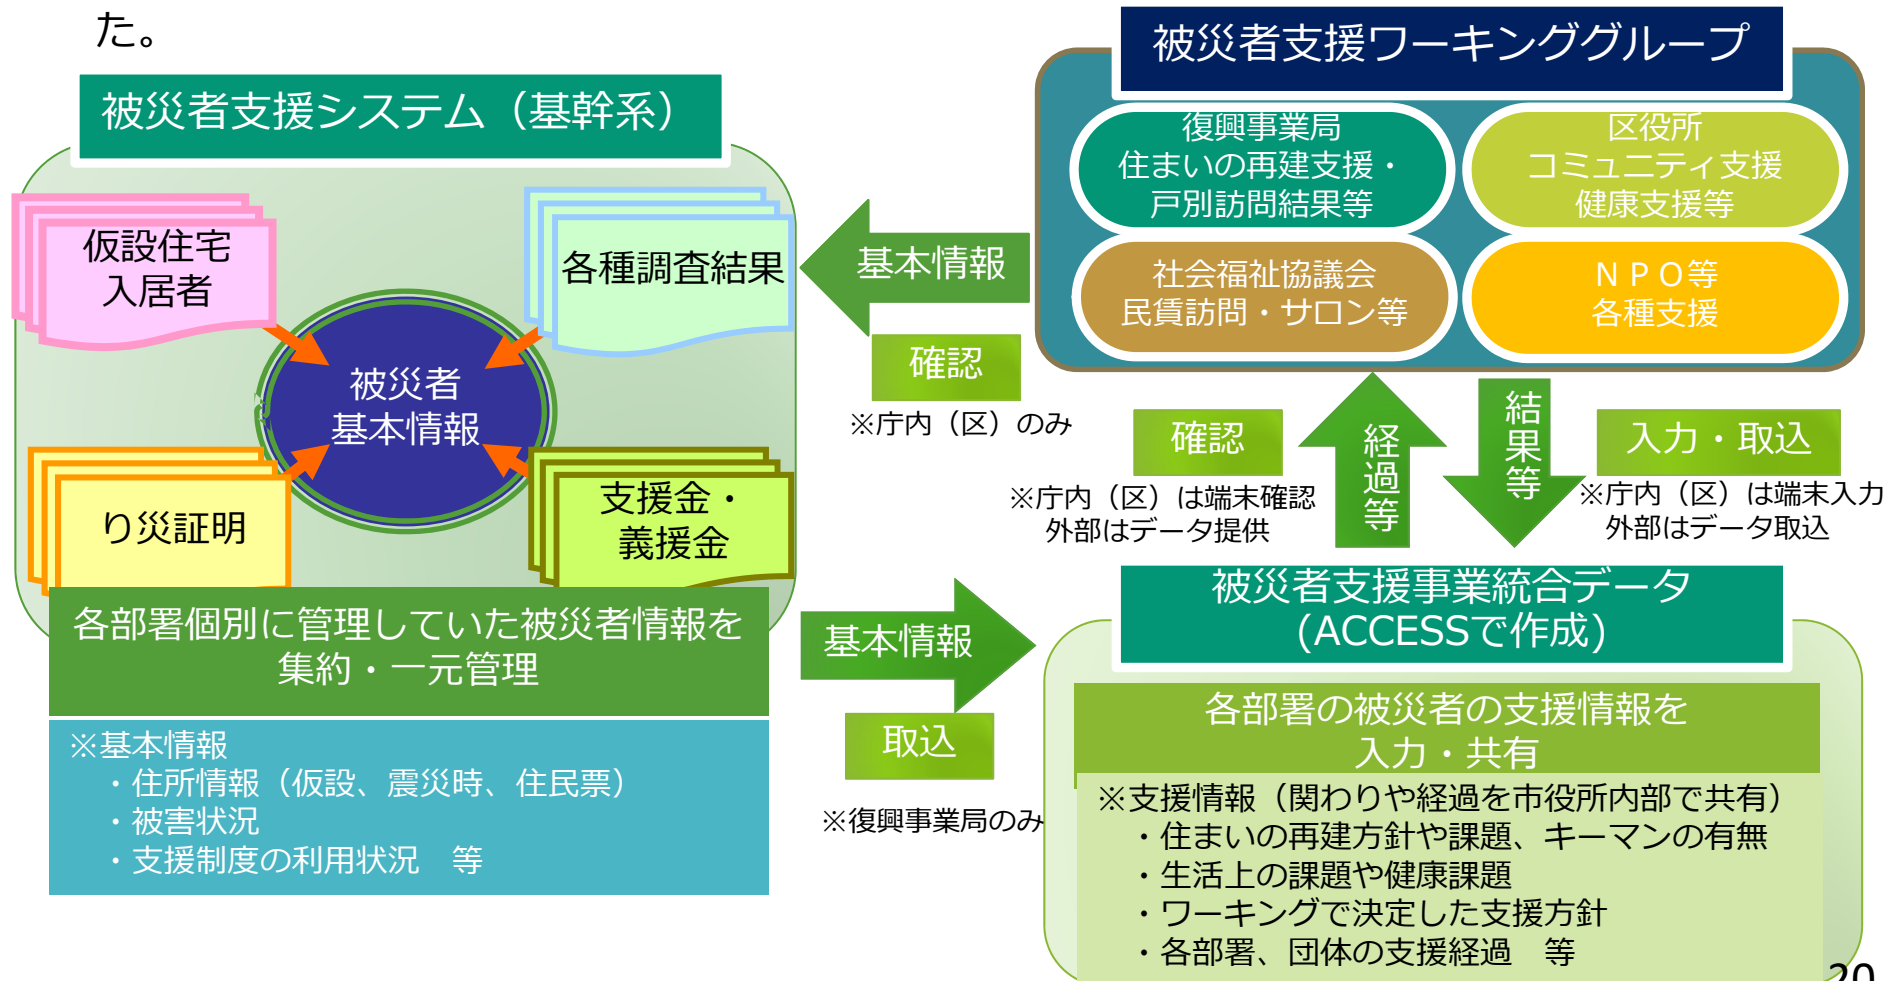 た。
被災者支援システム（基幹系）
仮設住宅
入居者
各種調査結果
被災者
基本情報
り災証明
支援金・
義援金
各部署個別に管理していた被災者情報を
集約・一元管理
※基本情報
・住所情報（仮設、震災時、住民票）
・被害状況
・支援制度の利用状況　等
基本情報
確認
※庁内（区）のみ
基本情報
取込
※復興事業局のみ
被災者支援ワーキンググループ
復興事業局
住まいの再建支援・
戸別訪問結果等
区役所
コミュニティ支援
健康支援等
社会福祉協議会
民賃訪問・サロン等
ＮＰＯ等
各種支援
確認
※庁内（区）は端末確認
外部はデータ提供
経過等
結果等
入力・取込
※庁内（区）は端末入力
外部はデータ取込
被災者支援事業統合データ
(ACCESSで作成)
各部署の被災者の支援情報を
入力・共有
※支援情報（関わりや経過を市役所内部で共有）
・住まいの再建方針や課題、キーマンの有無
・生活上の課題や健康課題
・ワーキングで決定した支援方針
・各部署、団体の支援経過　等
20